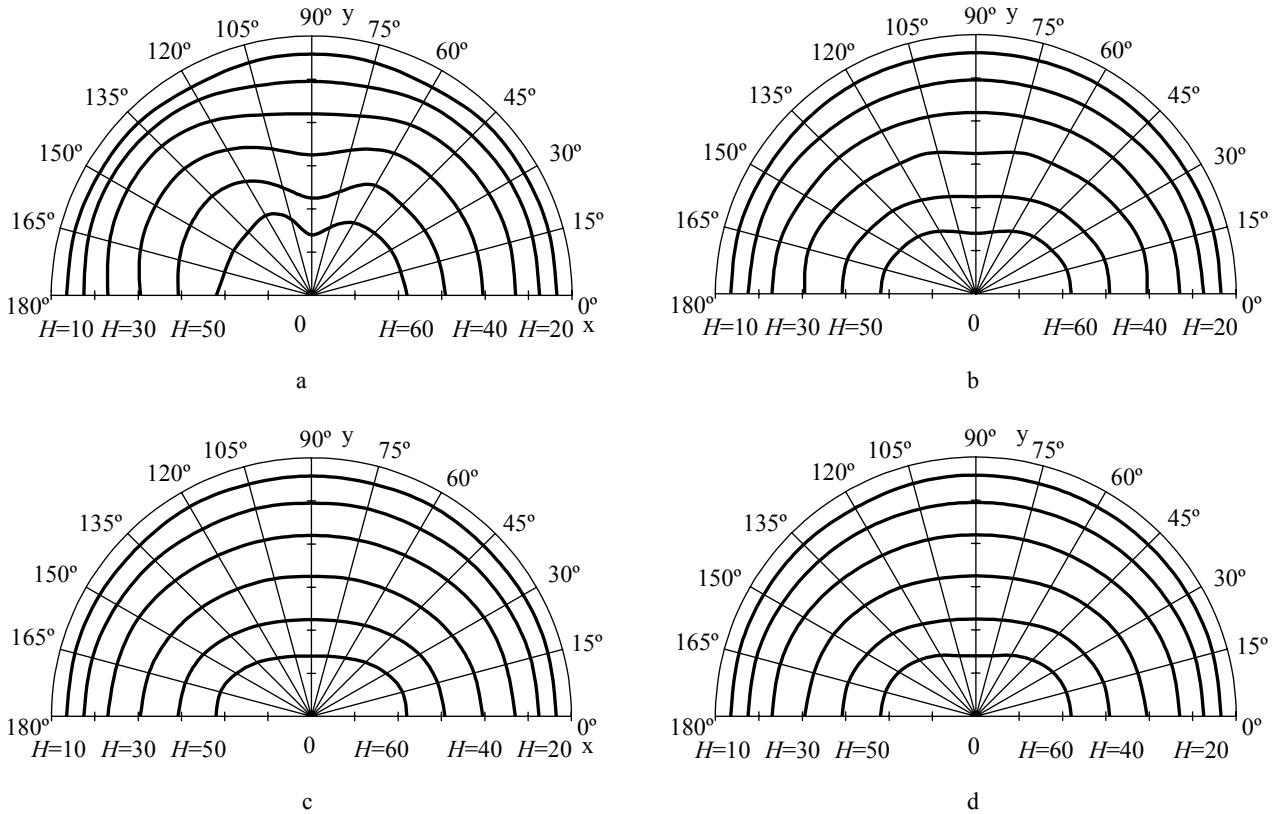 90º y
105º 75º
120º 60º
135º 45º
150º 30º
165º 15º
180º 0 0º
H=10 H=30 H=50 H=60 H=40 H=20 x
a
90º y
105º 75º
120º 60º
135º 45º
150º 30º
165º 15º
180º 0 0º
H=10 H=30 H=50 H=60 H=40 H=20
b
90º y
105º 75º
120º 60º
135º 45º
150º 30º
165º 15º
180º 0 0º
H=10 H=30 H=50 H=60 H=40 H=20 x
c
90º y
105º 75º
120º 60º
135º 45º
150º 30º
165º 15º
180º 0 0º
H=10 H=30 H=50 H=60 H=40 H=20
d